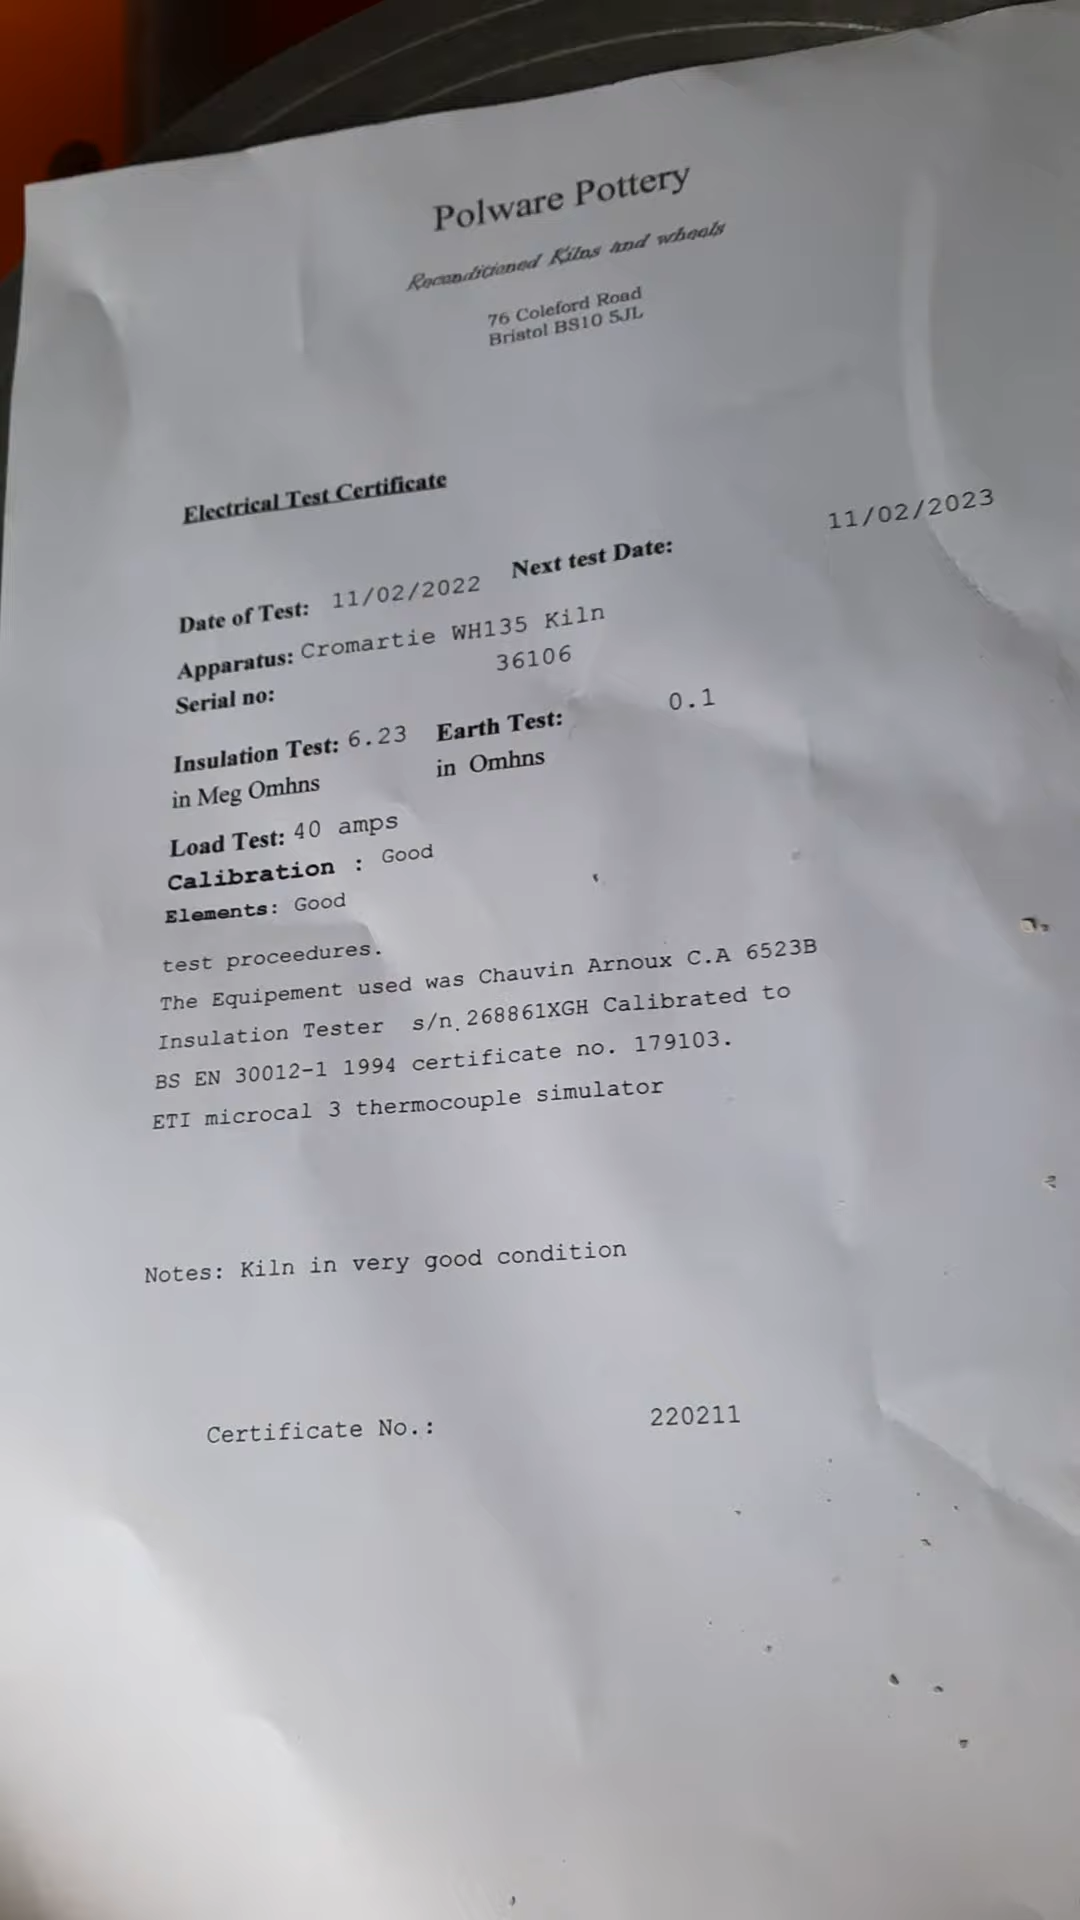 Polware Pottery
Reconditioned Kilns and wheels
76 Coleford Road
Bristol BS10 5JL
Electrical Test Certificate
Date of Test: 11/02/2022 Next test Date: 11/02/2023
Apparatus: Cromartie WH135 Kiln
Serial no: 36106
Insulation Test: 6.23 Earth Test: 0.1
in Meg Omhns in Omhns
Load Test: 40 amps
Calibration : Good
Elements: Good
test proceedures.
The Equipement used was Chauvin Arnoux C.A 6523B
Insulation Tester s/n.268861XGH Calibrated to
BS EN 30012-1 1994 certificate no. 179103.
ETI microcal 3 thermocouple simulator
Notes: Kiln in very good condition
Certificate No.: 220211